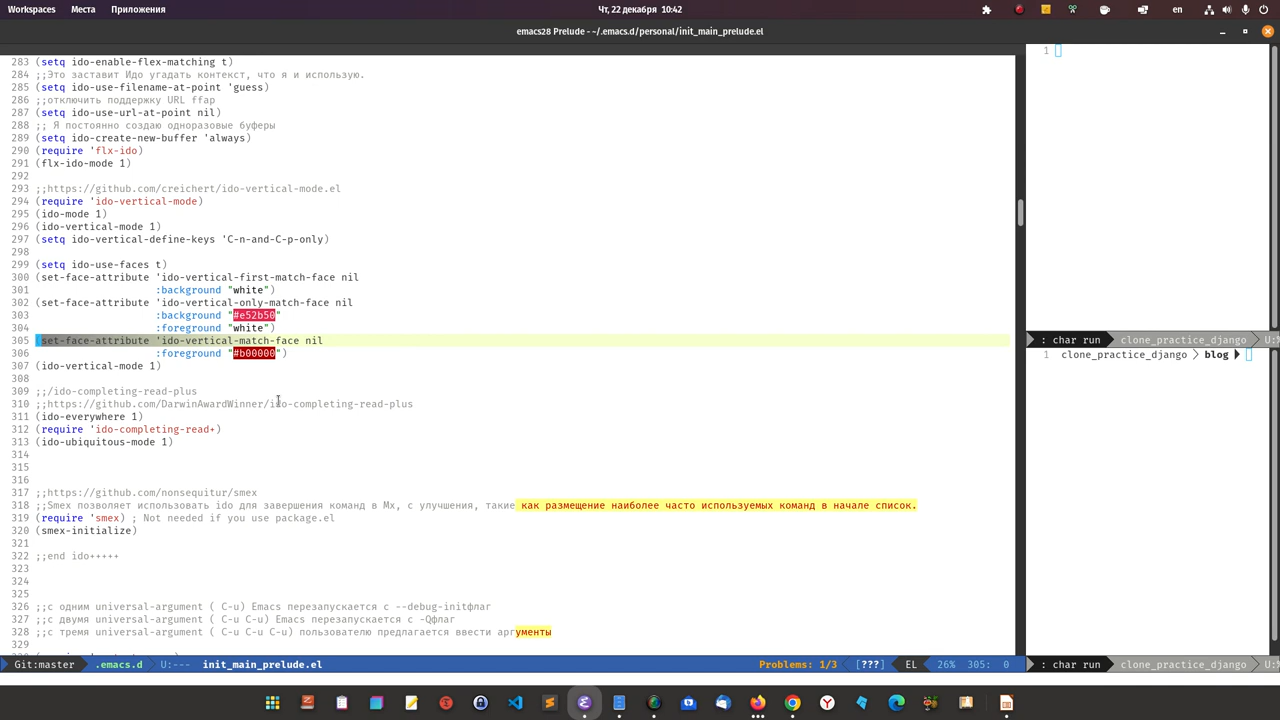 Места
Приложения
Чт, 22 декабря  10:42
en
emacs28 Prelude - ~/.emacs.d/personal/init_main_prelude.el
283 (setq ido-enable-flex-matching t)
284 ;;Это заставит Идо угадать контекст, что я и использую.
285 (setq ido-use-filename-at-point 'guess)
286 ;;отключить поддержку URL ffap
287 (setq ido-use-url-at-point nil)
288 ;; Я постоянно создаю одноразовые буферы
289 (setq ido-create-new-buffer 'always)
290 (require 'flx-ido)
291 (flx-ido-mode 1)
292
293 ;;https://github.com/creichert/ido-vertical-mode.el
294 (require 'ido-vertical-mode)
295 (ido-mode 1)
296 (ido-vertical-mode 1)
297 (setq ido-vertical-define-keys 'C-n-and-C-p-only)
298
299 (setq ido-use-faces t)
300 (set-face-attribute 'ido-vertical-first-match-face nil
301 :background "white")
302 (set-face-attribute 'ido-vertical-only-match-face nil
303 :background "#e52b50"
304 :foreground "white")
305 (set-face-attribute 'ido-vertical-match-face nil
306 :foreground "#b00000")
307 (ido-vertical-mode 1)
308
309 ;;/ido-completing-read-plus
310 ;;https://github.com/DarwinAwardWinner/ido-completing-read-plus
311 (ido-everywhere 1)
312 (require 'ido-completing-read+)
313 (ido-ubiquitous-mode 1)
314
315
316
317 ;;https://github.com/nonsequitur/smex
318 ;;Smex позволяет использовать ido для завершения команд в Mx, с улучшения, такие как размещение наиболее часто используемых команд в начале список.
319 (require 'smex) ; Not needed if you use package.el
320 (smex-initialize)
321
322 ;;end ido+++++
323
324
325
326 ;;с одним universal-argument ( C-u) Emacs перезапускается с --debug-initфлаг
327 ;;с двумя universal-argument ( C-u C-u) Emacs перезапускается с -Qфлаг
328 ;;с тремя universal-argument ( C-u C-u C-u) пользователю предлагается ввести аргументы
Git:master .emacs.d U:--- init_main_prelude.el Problems: 1/3 [???] EL 26% 305: 0
1
: char run clone_practice_django U:
1 clone_practice_django > blog
: char run clone_practice_django U: